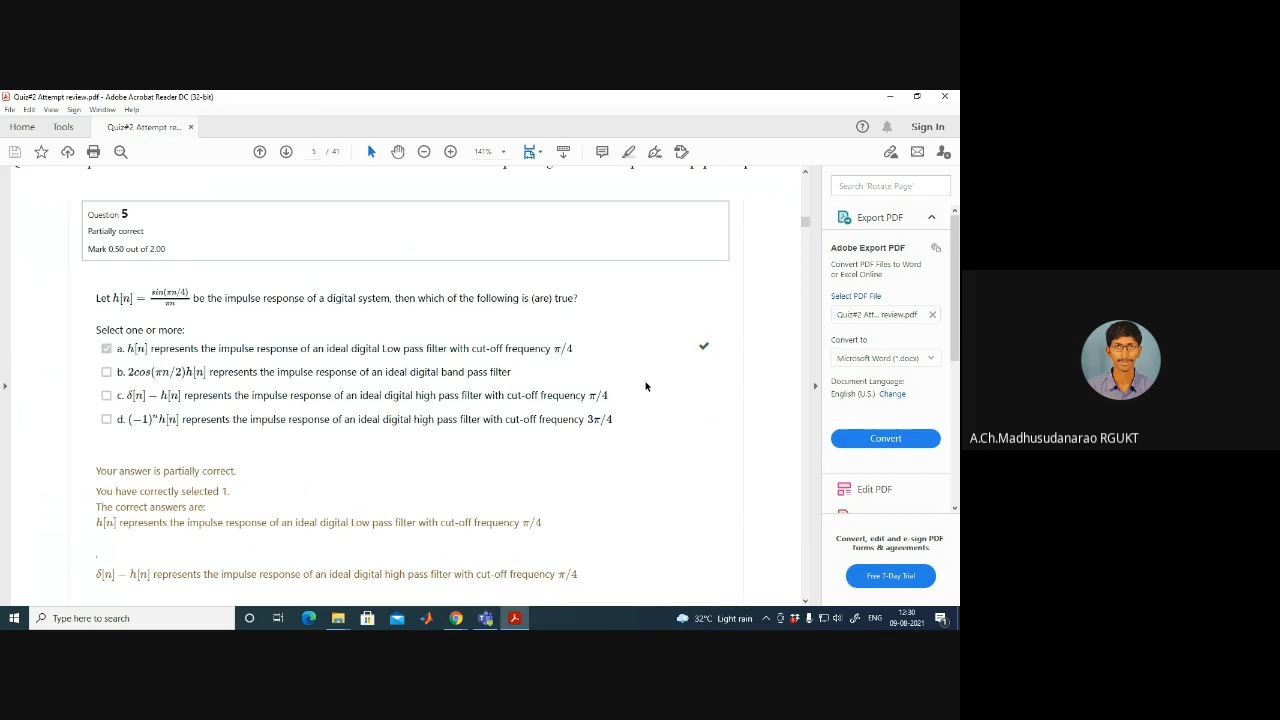 Quiz#2 Attempt review.pdf - Adobe Acrobat Reader DC (32-bit)
File Edit View Sign Window Help
Home Tools Quiz#2 Attempt re... × Sign In
5 / 41 141%
Question 5
Partially correct
Mark 0.50 out of 2.00
Let h[n] = sin(πn/4)/πn be the impulse response of a digital system, then which of the following is (are) true?
Select one or more:
a. h[n] represents the impulse response of an ideal digital Low pass filter with cut-off frequency π/4
b. 2cos(πn/2)h[n] represents the impulse response of an ideal digital band pass filter
c. δ[n] − h[n] represents the impulse response of an ideal digital high pass filter with cut-off frequency π/4
d. (−1)ⁿh[n] represents the impulse response of an ideal digital high pass filter with cut-off frequency 3π/4
Your answer is partially correct.
You have correctly selected 1.
The correct answers are:
h[n] represents the impulse response of an ideal digital Low pass filter with cut-off frequency π/4
,
δ[n] − h[n] represents the impulse response of an ideal digital high pass filter with cut-off frequency π/4
Search 'Rotate Page'
Export PDF
Adobe Export PDF
Convert PDF Files to Word
or Excel Online
Select PDF File
Quiz#2 Att... review.pdf
Convert to
Microsoft Word (*.docx)
Document Language:
English (U.S.) Change
Convert
Edit PDF
Convert, edit and e-sign PDF
forms & agreements
Free 7-Day Trial
Type here to search
32°C Light rain
ENG
12:30
09-08-2021
A.Ch.Madhusudanarao RGUKT